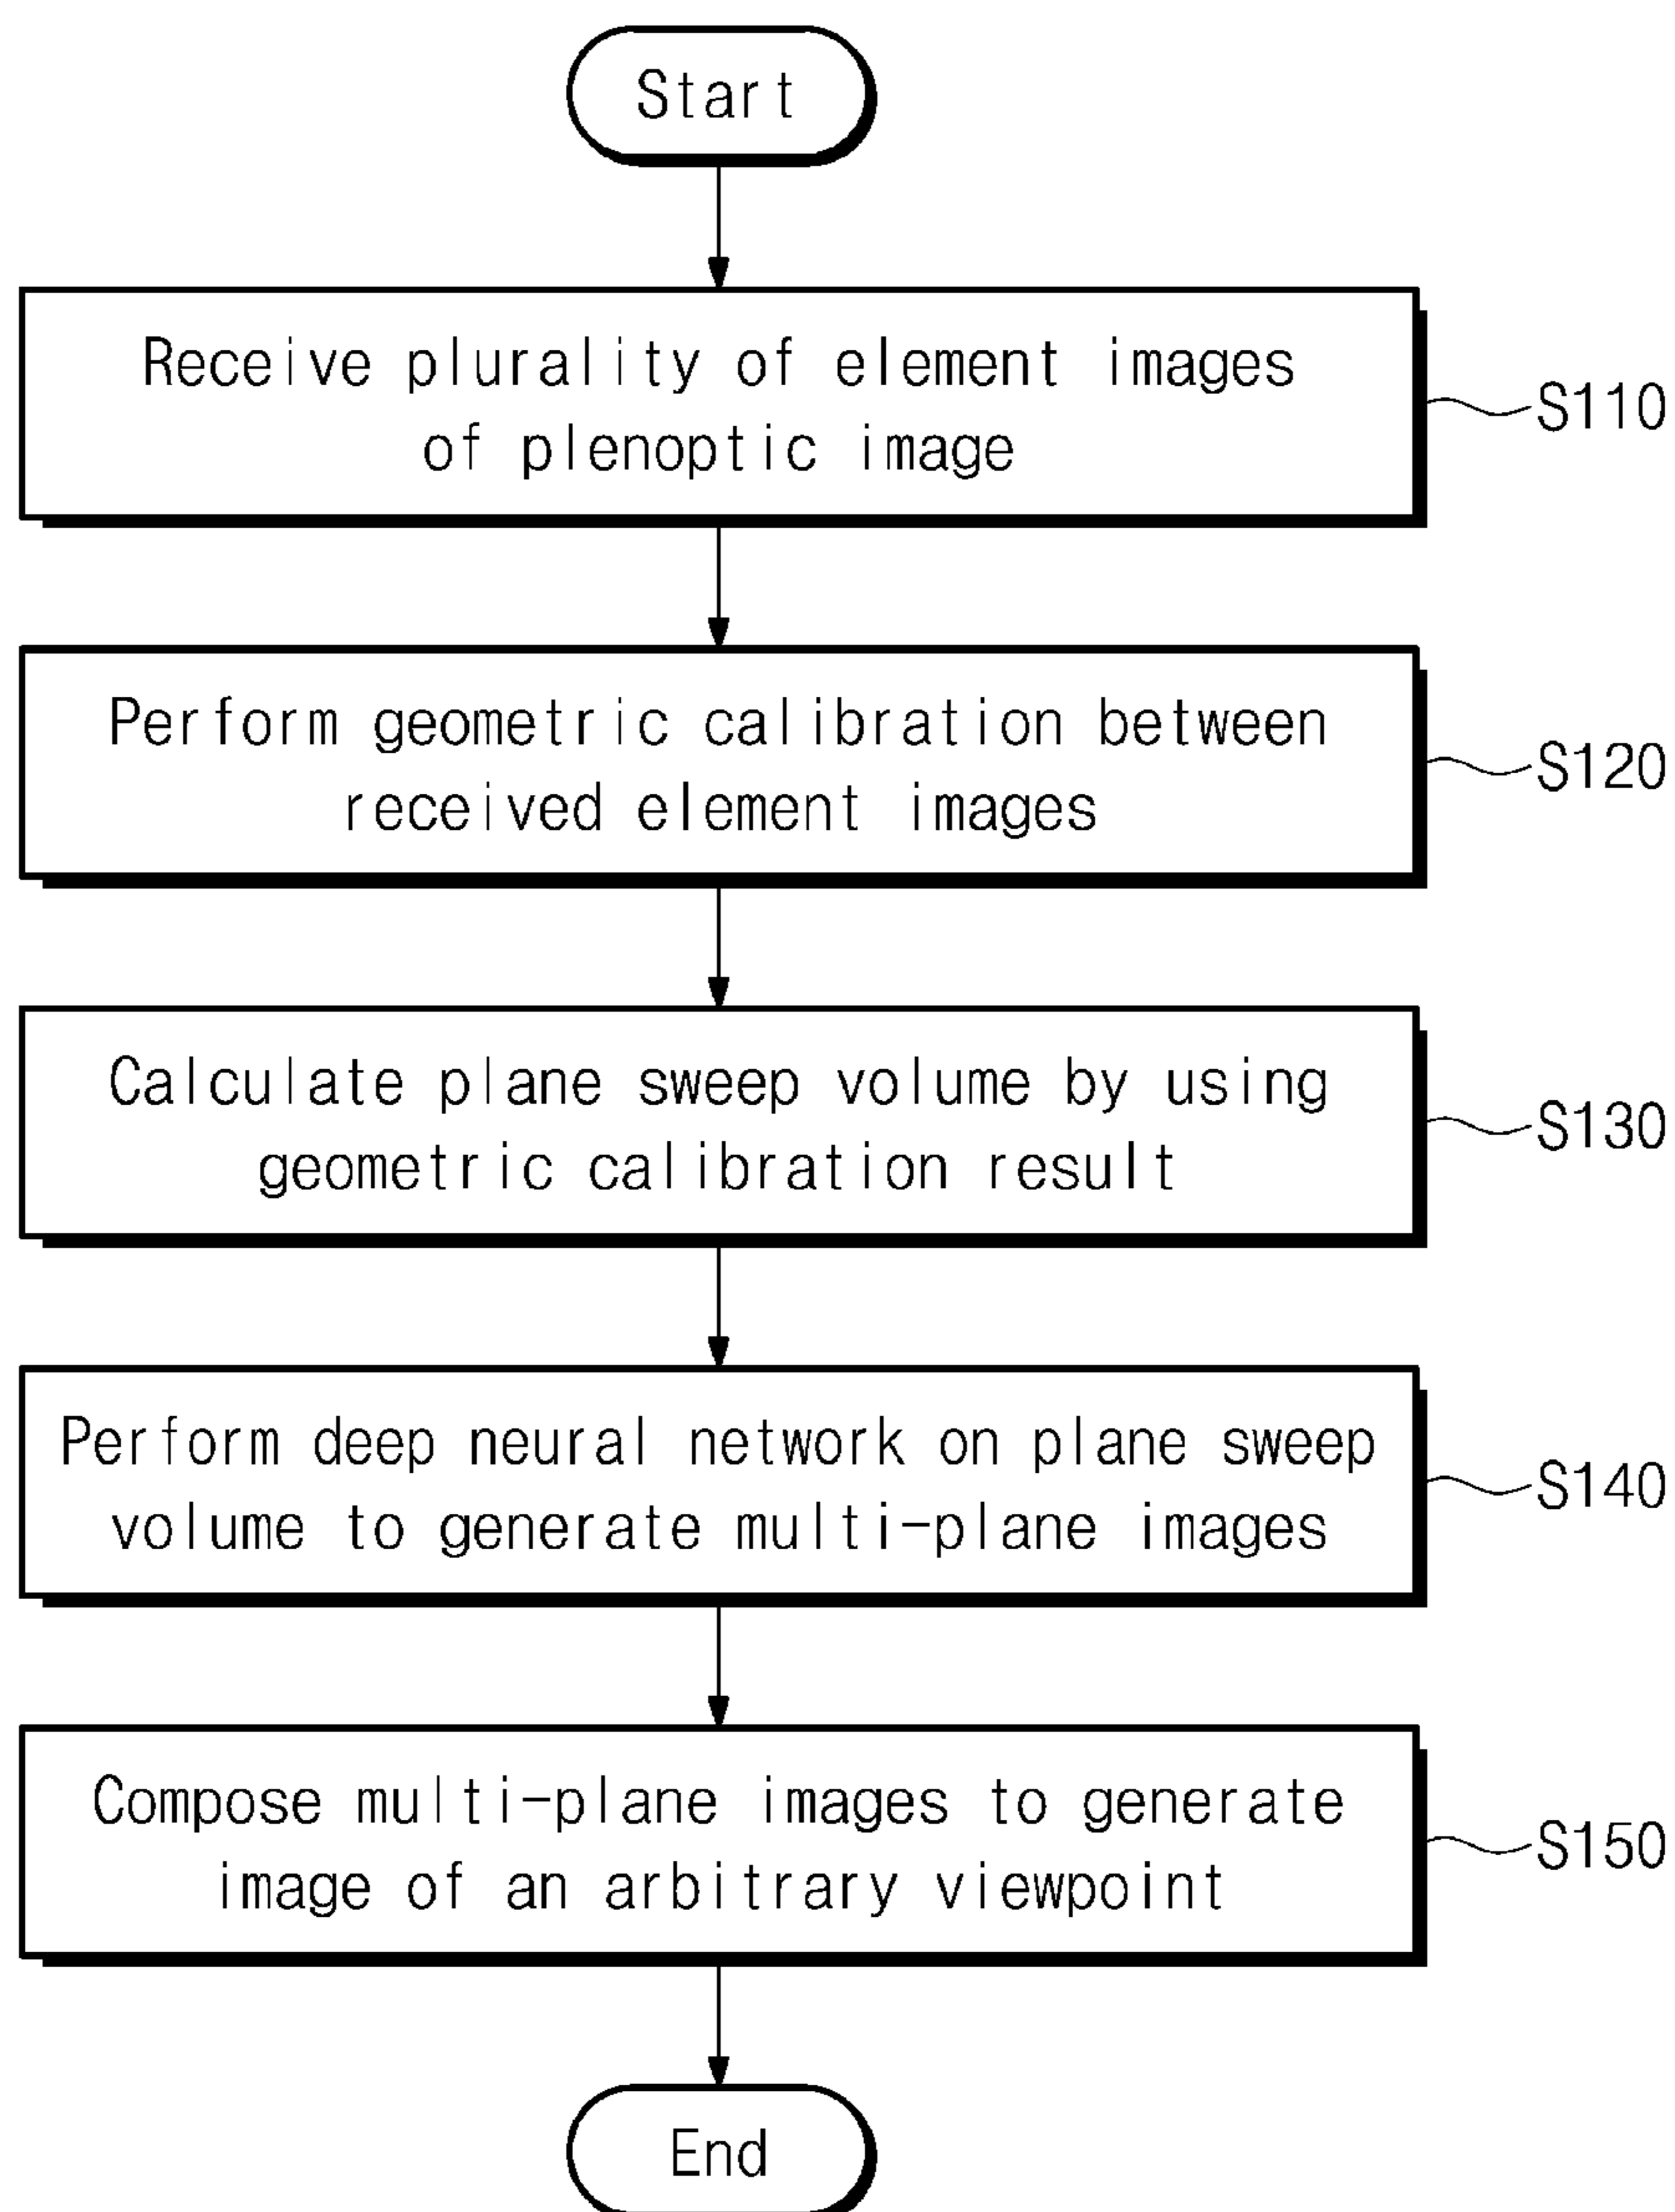 Start
Receive plurality of element images
of plenoptic image
S110
Perform geometric calibration between
received element images
S120
Calculate plane sweep volume by using
geometric calibration result
S130
Perform deep neural network on plane sweep
volume to generate multi-plane images
S140
Compose multi-plane images to generate
image of an arbitrary viewpoint
S150
End